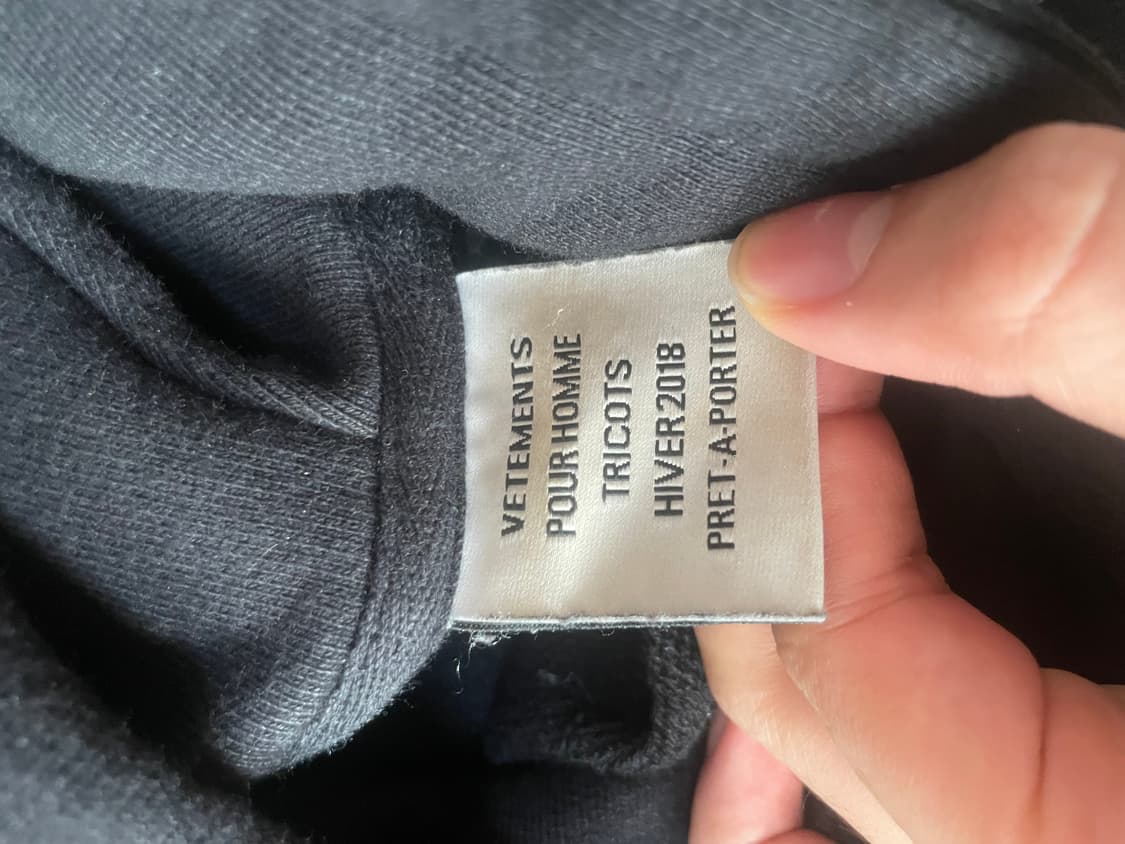 VETEMENTS
POUR HOMME
TRICOTS
HIVER 2018
PRET-A-PORTER